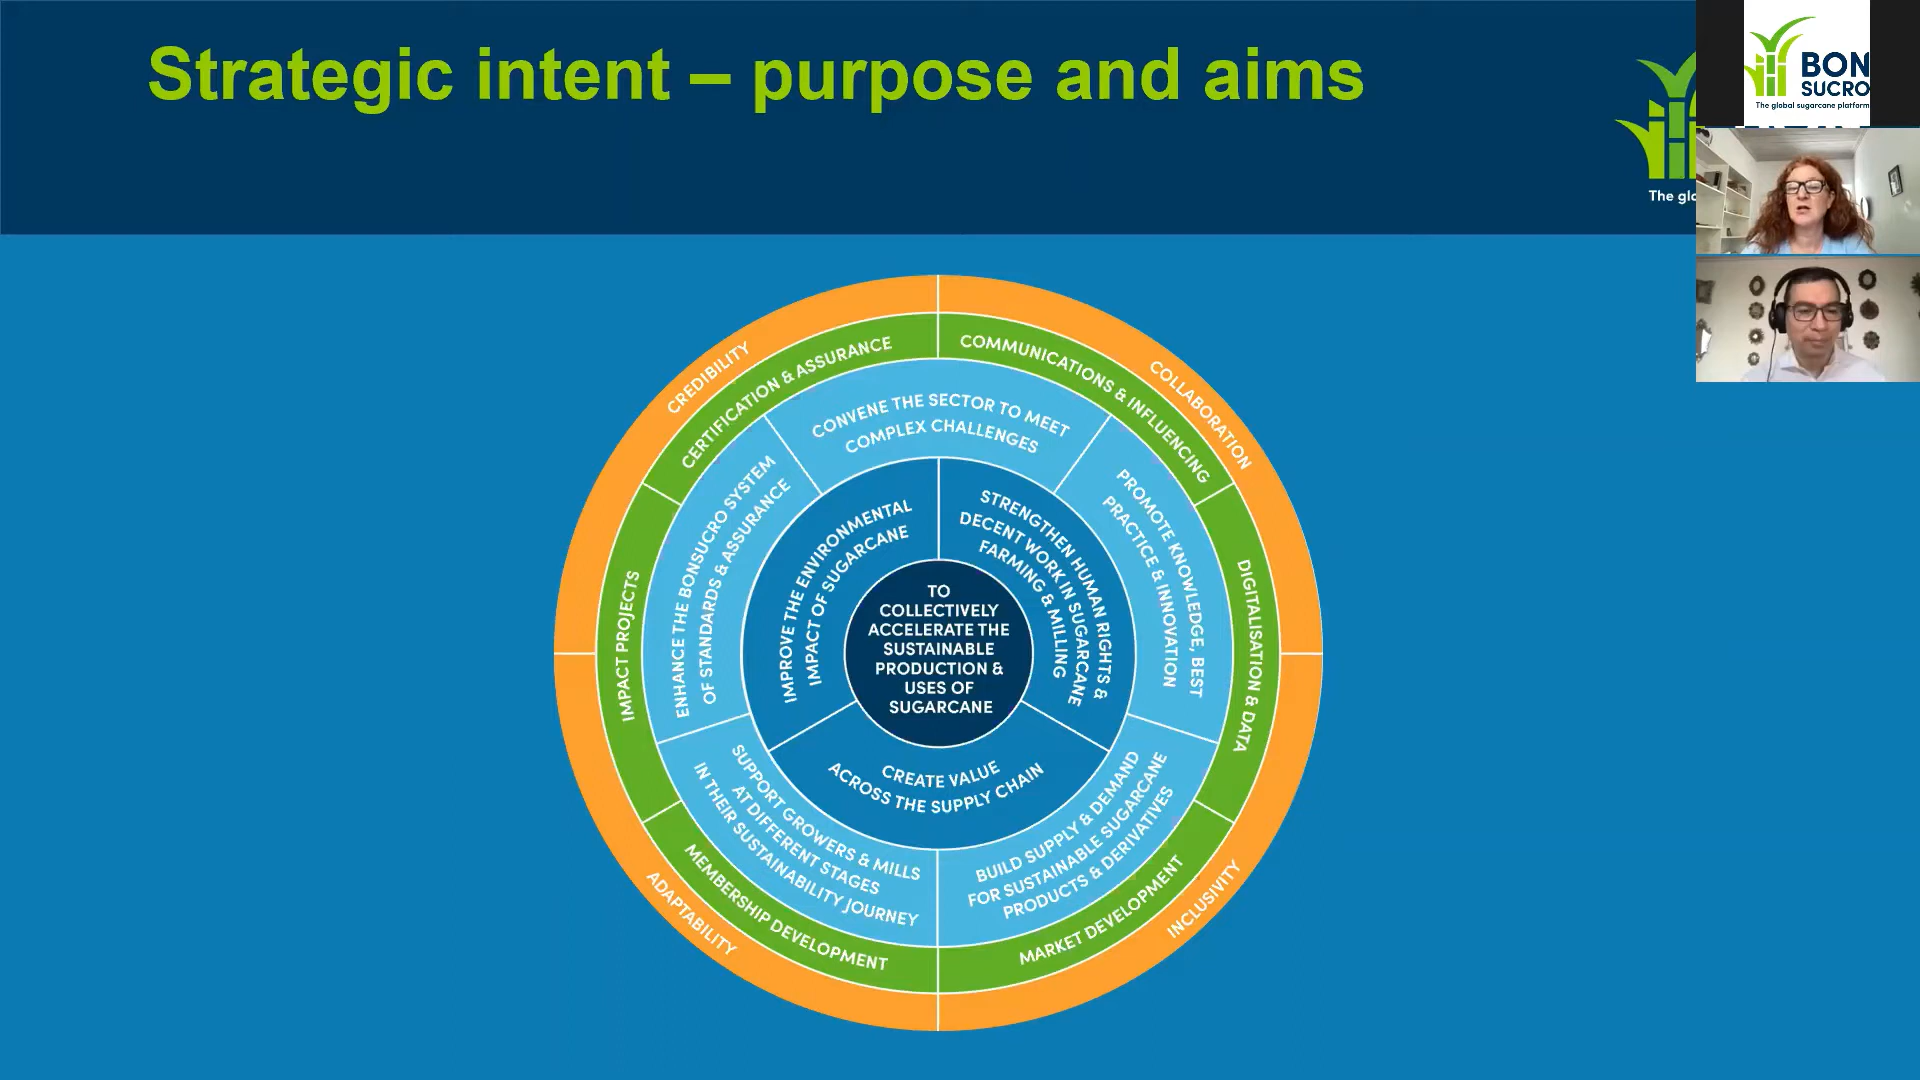 Strategic intent – purpose and aims
BON
SUCRO
The global sugarcane platform
The glo
CREDIBILITY
COLLABORATION
INCLUSIVITY
ADAPTABILITY
CERTIFICATION & ASSURANCE
COMMUNICATIONS & INFLUENCING
DIGITALISATION & DATA
MARKET DEVELOPMENT
MEMBERSHIP DEVELOPMENT
IMPACT PROJECTS
CONVENE THE SECTOR TO MEET
COMPLEX CHALLENGES
PROMOTE KNOWLEDGE, BEST
PRACTICE & INNOVATION
BUILD SUPPLY & DEMAND
FOR SUSTAINABLE SUGARCANE
PRODUCTS & DERIVATIVES
SUPPORT GROWERS & MILLS
AT DIFFERENT STAGES
IN THEIR SUSTAINABILITY JOURNEY
ENHANCE THE BONSUCRO SYSTEM
OF STANDARDS & ASSURANCE
IMPROVE THE ENVIRONMENTAL
IMPACT OF SUGARCANE
STRENGTHEN HUMAN RIGHTS &
DECENT WORK IN SUGARCANE
FARMING & MILLING
CREATE VALUE
ACROSS THE SUPPLY CHAIN
TO
COLLECTIVELY
ACCELERATE THE
SUSTAINABLE
PRODUCTION &
USES OF
SUGARCANE